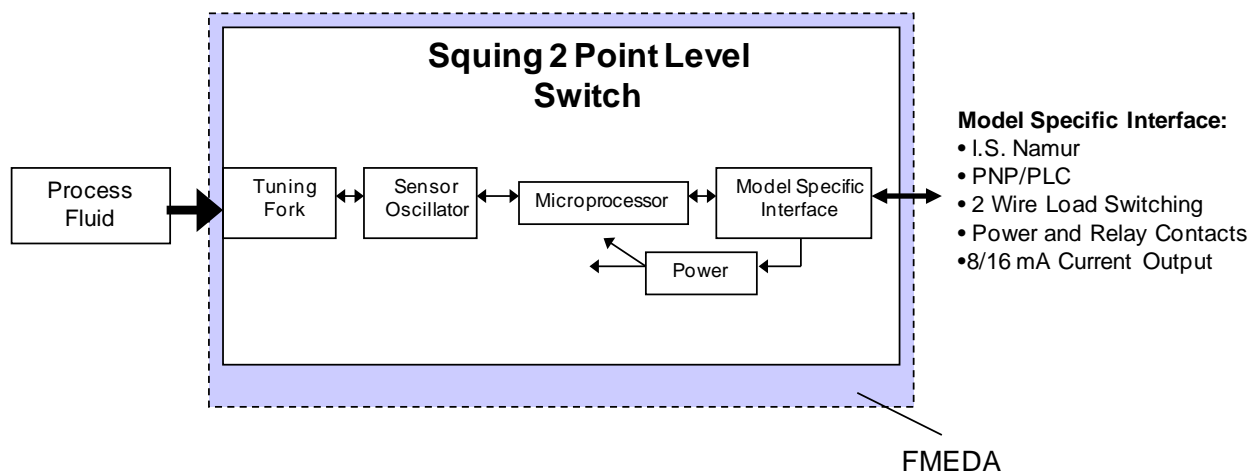 Squing 2 Point Level
Switch
Process
Fluid
Tuning
Fork
Sensor
Oscillator
Microprocessor
Model Specific
Interface
Power
Model Specific Interface:
• I.S. Namur
• PNP/PLC
• 2 Wire Load Switching
• Power and Relay Contacts
•8/16 mA Current Output
FMEDA